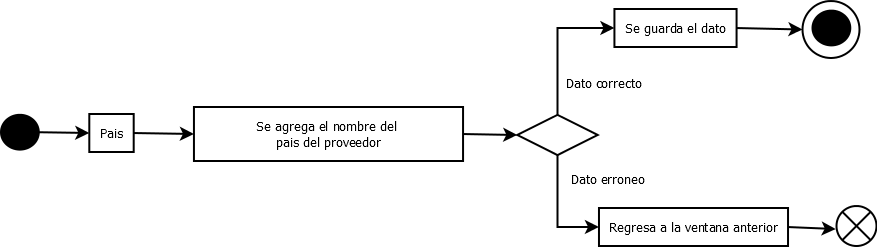 Se guarda el dato
Dato correcto
Pais
Se agrega el nombre del
pais del proveedor
Dato erroneo
Regresa a la ventana anterior